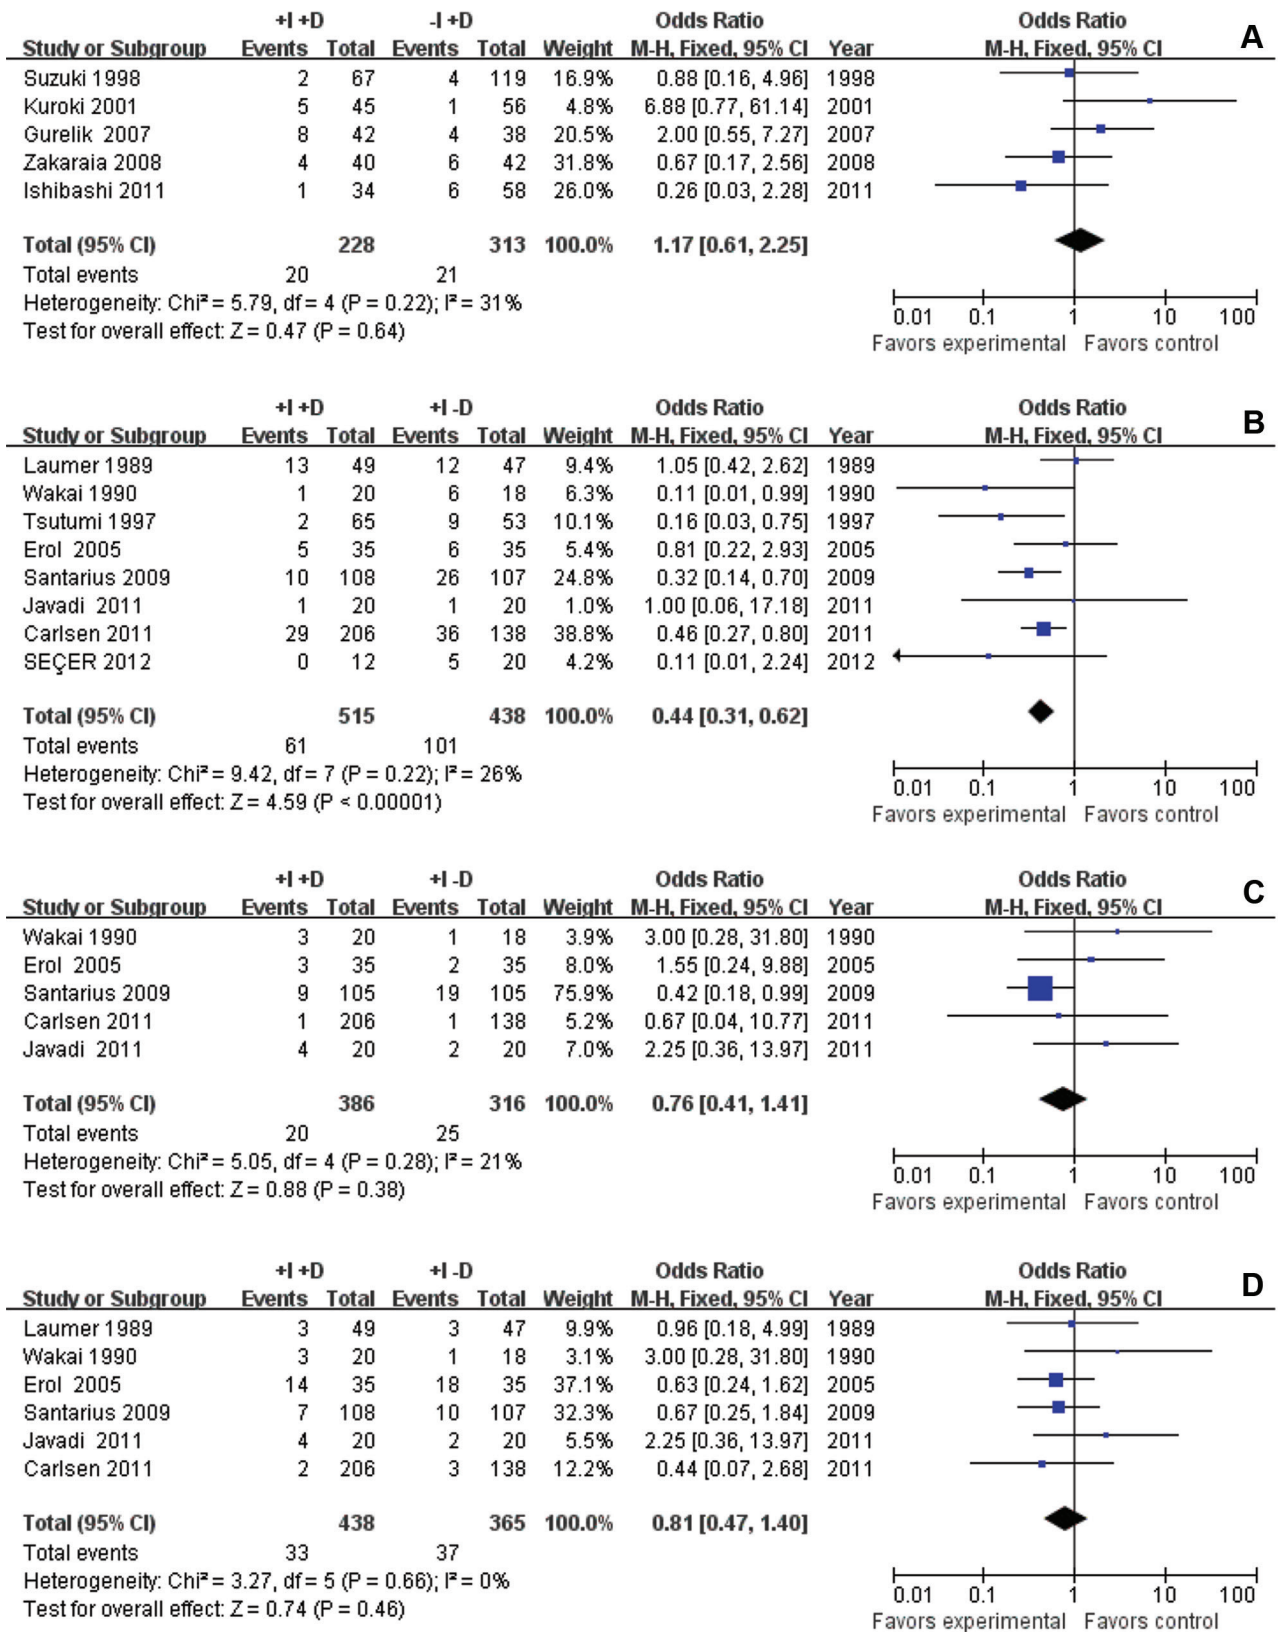 +I +D -I +D Odds Ratio Odds Ratio A
Study or Subgroup Events Total Events Total Weight M-H, Fixed, 95% CI Year M-H, Fixed, 95% CI
Suzuki 1998 2 67 4 119 16.9% 0.88 [0.16, 4.96] 1998
Kuroki 2001 5 45 1 56 4.8% 6.88 [0.77, 61.14] 2001
Gurelik 2007 8 42 4 38 20.5% 2.00 [0.55, 7.27] 2007
Zakaraia 2008 4 40 6 42 31.8% 0.67 [0.17, 2.56] 2008
Ishibashi 2011 1 34 6 58 26.0% 0.26 [0.03, 2.28] 2011
Total (95% CI) 228 313 100.0% 1.17 [0.61, 2.25]
Total events 20 21
Heterogeneity: Chi² = 5.79, df = 4 (P = 0.22); I² = 31%
Test for overall effect: Z = 0.47 (P = 0.64)
0.01 0.1 1 10 100
Favors experimental Favors control
+I +D +I -D Odds Ratio Odds Ratio B
Study or Subgroup Events Total Events Total Weight M-H, Fixed, 95% CI Year M-H, Fixed, 95% CI
Laumer 1989 13 49 12 47 9.4% 1.05 [0.42, 2.62] 1989
Wakai 1990 1 20 6 18 6.3% 0.11 [0.01, 0.99] 1990
Tsutumi 1997 2 65 9 53 10.1% 0.16 [0.03, 0.75] 1997
Erol 2005 5 35 6 35 5.4% 0.81 [0.22, 2.93] 2005
Santarius 2009 10 108 26 107 24.8% 0.32 [0.14, 0.70] 2009
Javadi 2011 1 20 1 20 1.0% 1.00 [0.06, 17.18] 2011
Carlsen 2011 29 206 36 138 38.8% 0.46 [0.27, 0.80] 2011
SEÇER 2012 0 12 5 20 4.2% 0.11 [0.01, 2.24] 2012
Total (95% CI) 515 438 100.0% 0.44 [0.31, 0.62]
Total events 61 101
Heterogeneity: Chi² = 9.42, df = 7 (P = 0.22); I² = 26%
Test for overall effect: Z = 4.59 (P < 0.00001)
0.01 0.1 1 10 100
Favors experimental Favors control
+I +D +I -D Odds Ratio Odds Ratio C
Study or Subgroup Events Total Events Total Weight M-H, Fixed, 95% CI Year M-H, Fixed, 95% CI
Wakai 1990 3 20 1 18 3.9% 3.00 [0.28, 31.80] 1990
Erol 2005 3 35 2 35 8.0% 1.55 [0.24, 9.88] 2005
Santarius 2009 9 105 19 105 75.9% 0.42 [0.18, 0.99] 2009
Carlsen 2011 1 206 1 138 5.2% 0.67 [0.04, 10.77] 2011
Javadi 2011 4 20 2 20 7.0% 2.25 [0.36, 13.97] 2011
Total (95% CI) 386 316 100.0% 0.76 [0.41, 1.41]
Total events 20 25
Heterogeneity: Chi² = 5.05, df = 4 (P = 0.28); I² = 21%
Test for overall effect: Z = 0.88 (P = 0.38)
0.01 0.1 1 10 100
Favors experimental Favors control
+I +D +I -D Odds Ratio Odds Ratio D
Study or Subgroup Events Total Events Total Weight M-H, Fixed, 95% CI Year M-H, Fixed, 95% CI
Laumer 1989 3 49 3 47 9.9% 0.96 [0.18, 4.99] 1989
Wakai 1990 3 20 1 18 3.1% 3.00 [0.28, 31.80] 1990
Erol 2005 14 35 18 35 37.1% 0.63 [0.24, 1.62] 2005
Santarius 2009 7 108 10 107 32.3% 0.67 [0.25, 1.84] 2009
Javadi 2011 4 20 2 20 5.5% 2.25 [0.36, 13.97] 2011
Carlsen 2011 2 206 3 138 12.2% 0.44 [0.07, 2.68] 2011
Total (95% CI) 438 365 100.0% 0.81 [0.47, 1.40]
Total events 33 37
Heterogeneity: Chi² = 3.27, df = 5 (P = 0.66); I² = 0%
Test for overall effect: Z = 0.74 (P = 0.46)
0.01 0.1 1 10 100
Favors experimental Favors control